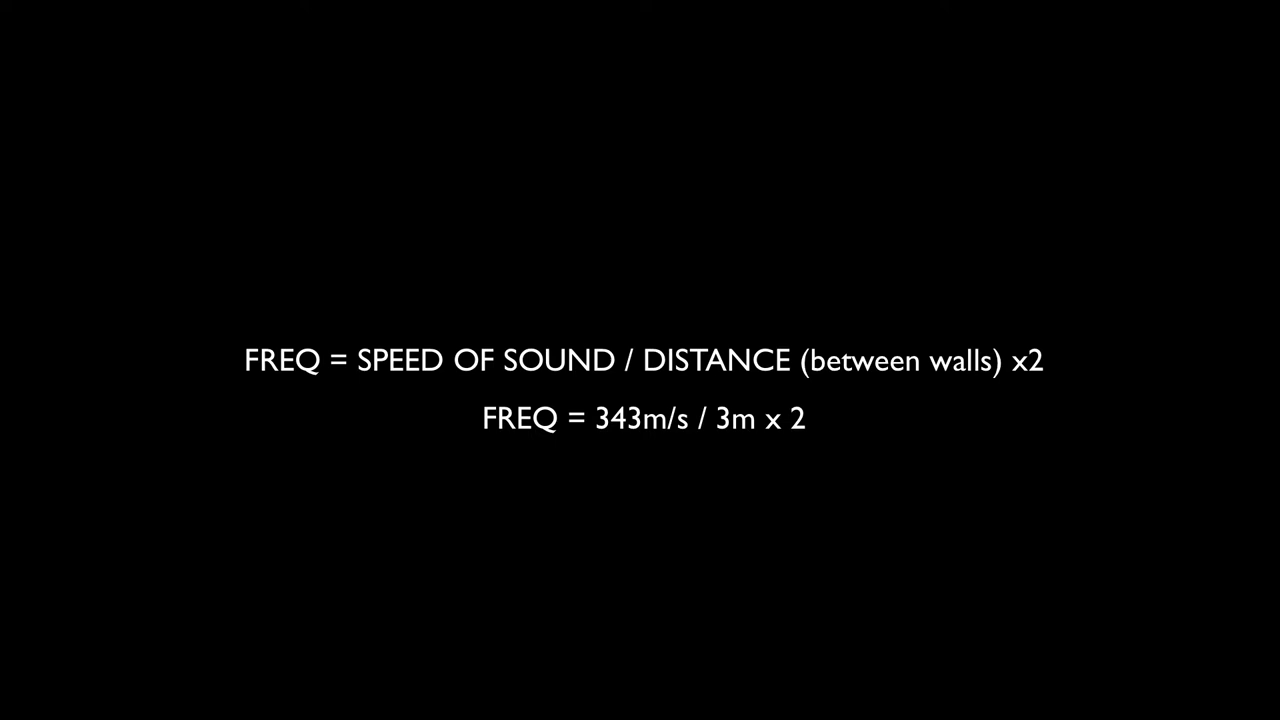 FREQ = SPEED OF SOUND / DISTANCE (between walls) x2
FREQ = 343m/s / 3m x 2